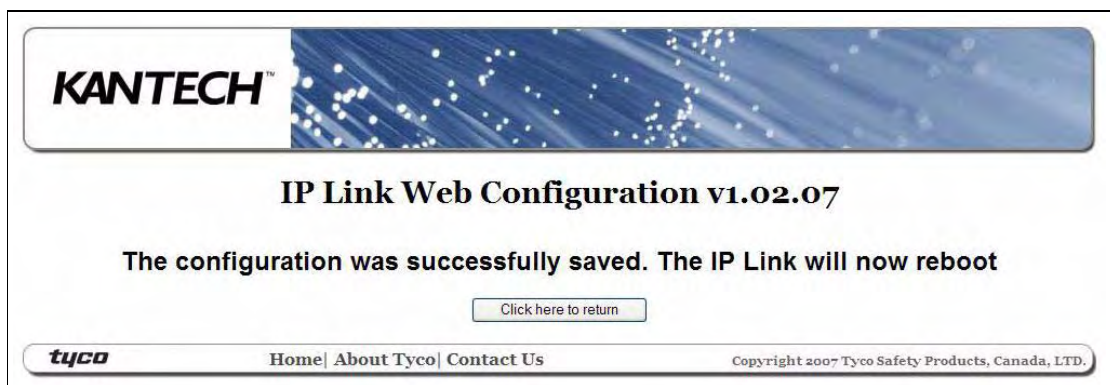 KANTECH™
IP Link Web Configuration v1.02.07
The configuration was successfully saved. The IP Link will now reboot
Click here to return
tyco Home| About Tyco| Contact Us Copyright 2007 Tyco Safety Products, Canada, LTD.